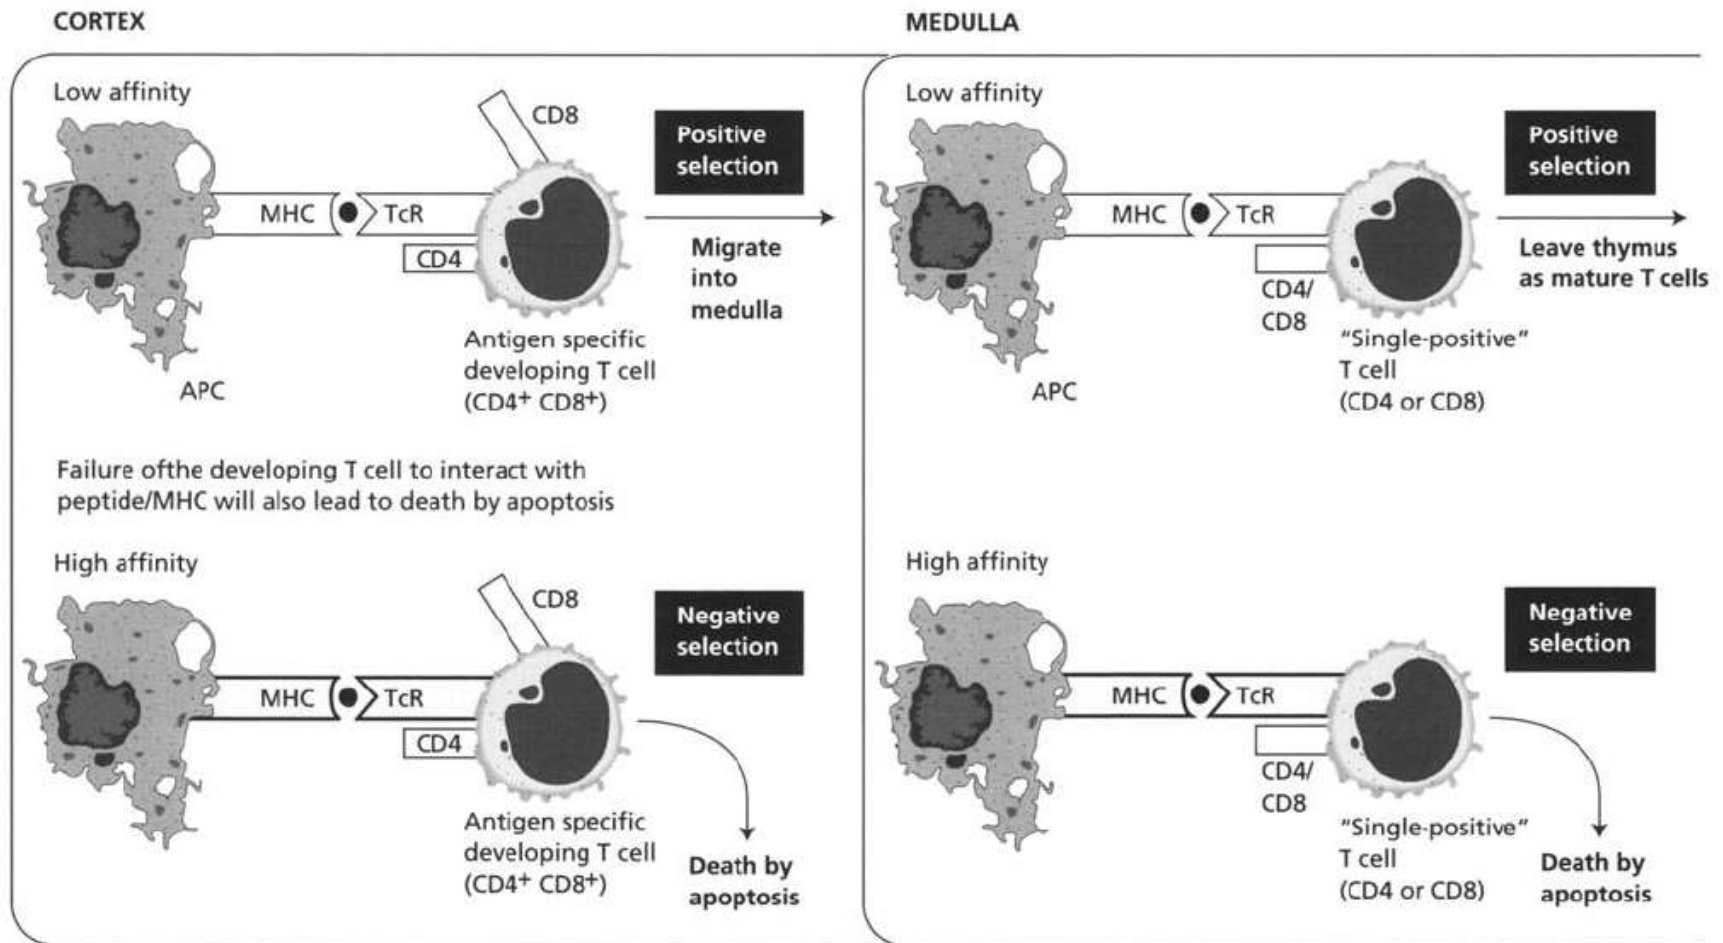 CORTEX
Low affinity
CD8
Positive
selection
MHC
TcR
CD4
Migrate
into
medulla
Antigen specific
developing T cell
(CD4+ CD8+)
APC
Failure ofthe developing T cell to interact with
peptide/MHC will also lead to death by apoptosis
High affinity
CD8
Negative
selection
MHC
TcR
CD4
Antigen specific
developing T cell
(CD4+ CD8+)
Death by
apoptosis
MEDULLA
Low affinity
Positive
selection
MHC
TcR
Leave thymus
as mature T cells
CD4/
CD8
"Single-positive"
T cell
(CD4 or CD8)
APC
High affinity
Negative
selection
MHC
TcR
CD4/
CD8
"Single-positive"
T cell
(CD4 or CD8)
Death by
apoptosis